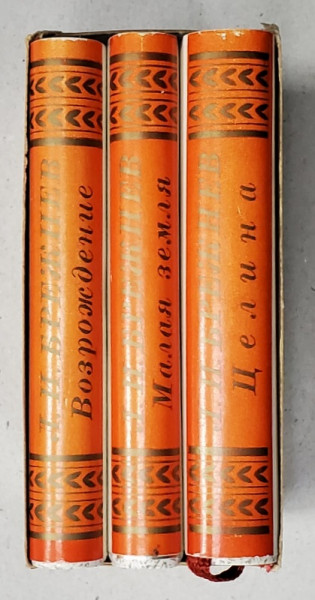 Л. И. БРЕЖНЕВ
Возрождение
Л. И. БРЕЖНЕВ
Малая земля
Л. И. БРЕЖНЕВ
Целина